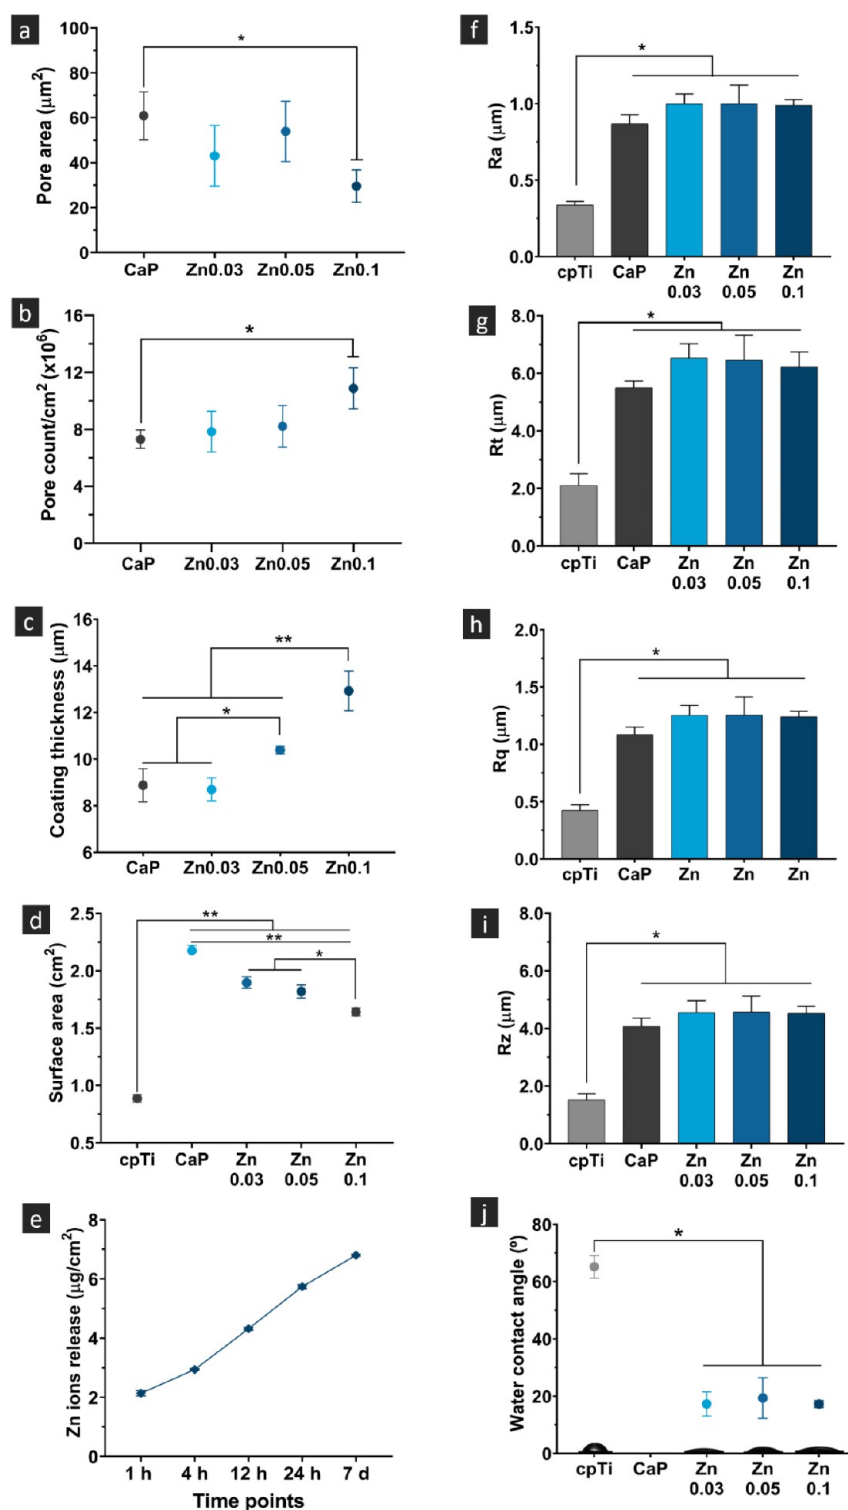 a
100
80
60
40
20
0
Pore area (μm²)
*
CaP Zn0.03 Zn0.05 Zn0.1
b
16
12
8
4
0
Pore count/cm² (x10⁶)
*
CaP Zn0.03 Zn0.05 Zn0.1
c
16
14
12
10
8
6
Coating thickness (μm)
**
*
CaP Zn0.03 Zn0.05 Zn0.1
d
2.5
2.0
1.5
1.0
0.5
Surface area (cm²)
**
**
*
cpTi CaP Zn Zn Zn
0.03 0.05 0.1
e
8
6
4
2
0
Zn ions release (μg/cm²)
1 h 4 h 12 h 24 h 7 d
Time points
f
1.5
1.0
0.5
0.0
Ra (μm)
*
cpTi CaP Zn Zn Zn
0.03 0.05 0.1
g
8.0
6.0
4.0
2.0
0.0
Rt (μm)
*
cpTi CaP Zn Zn Zn
0.03 0.05 0.1
h
2.0
1.5
1.0
0.5
0.0
Rq (μm)
*
cpTi CaP Zn Zn Zn
i
8.0
6.0
4.0
2.0
0.0
Rz (μm)
*
cpTi CaP Zn Zn Zn
0.03 0.05 0.1
j
80
60
40
20
0
Water contact angle (º)
*
cpTi CaP Zn Zn Zn
0.03 0.05 0.1